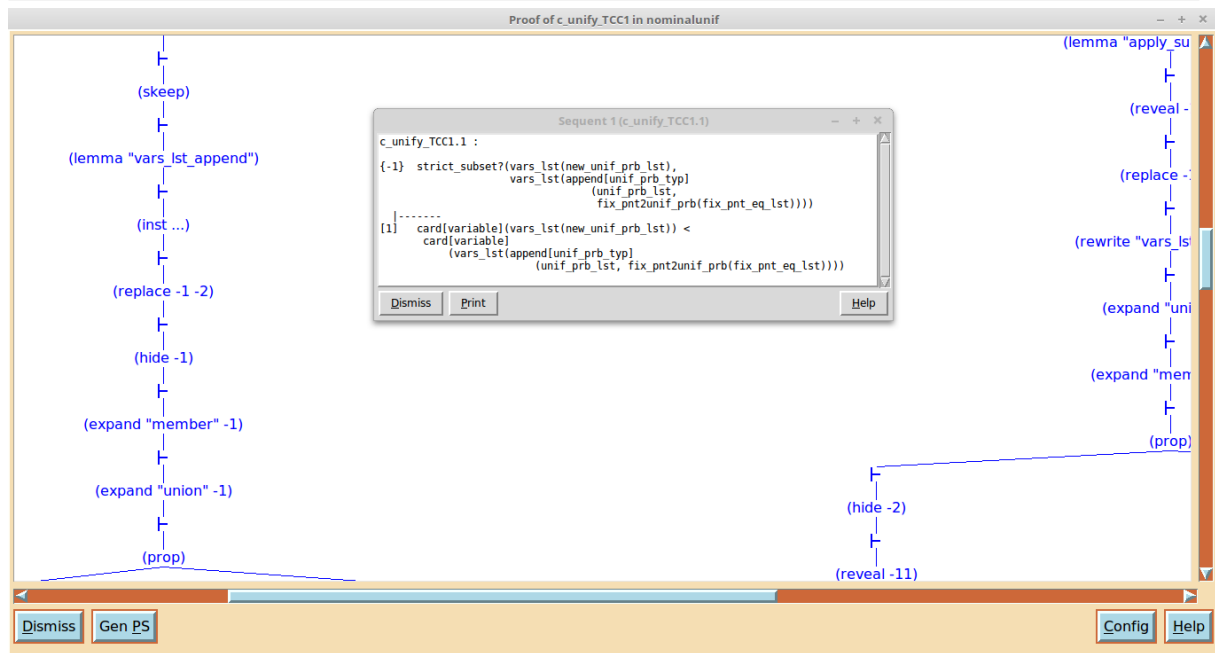 Proof of c_unify_TCC1 in nominalunif
(skeep)
(lemma "vars_lst_append")
(inst ...)
(replace -1 -2)
(hide -1)
(expand "member" -1)
(expand "union" -1)
(prop)
Sequent 1 (c_unify_TCC1.1)
c_unify_TCC1.1 :
{-1}  strict_subset?(vars_lst(new_unif_prb_lst),
vars_lst(append[unif_prb_typ]
(unif_prb_lst,
fix_pnt2unif_prb(fix_pnt_eq_lst))))
|-------
[1]   card[variable](vars_lst(new_unif_prb_lst)) <
card[variable]
(vars_lst(append[unif_prb_typ]
(unif_prb_lst, fix_pnt2unif_prb(fix_pnt_eq_lst))))
Dismiss
Print
Help
(lemma "apply_su
(reveal -
(replace -
(rewrite "vars_lst
(expand "uni
(expand "mem
(prop)
(hide -2)
(reveal -11)
Dismiss
Gen PS
Config
Help